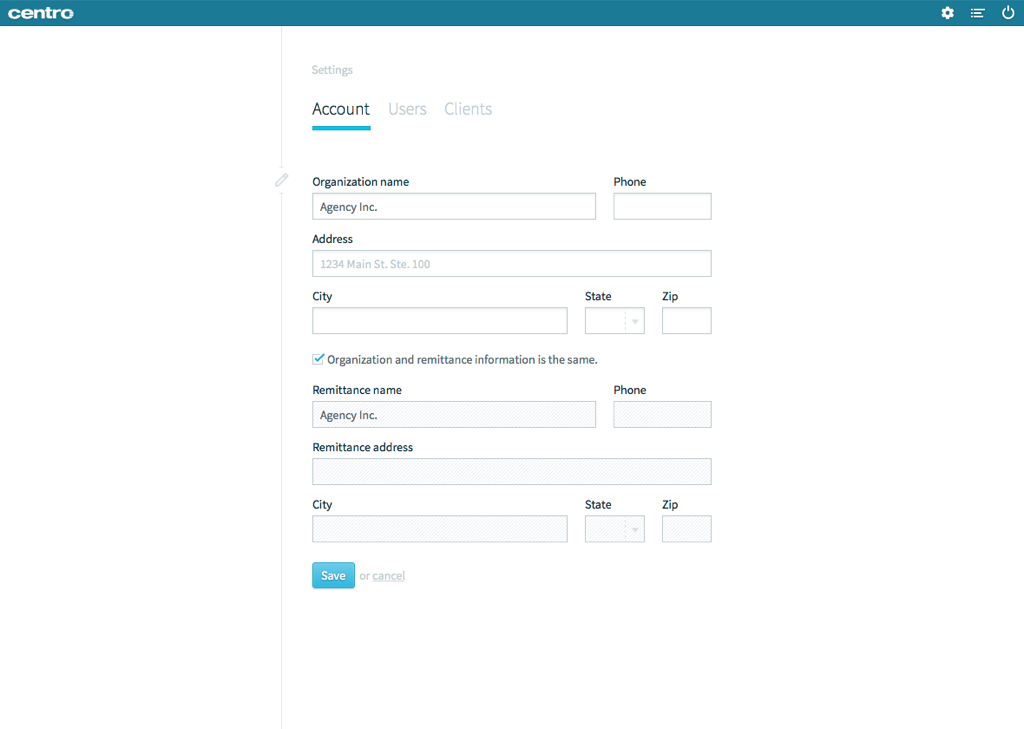 centro
Settings
Account Users Clients
Organization name Phone
Agency Inc.
Address
1234 Main St. Ste. 100
City State Zip
Organization and remittance information is the same.
Remittance name Phone
Agency Inc.
Remittance address
City State Zip
Save or cancel